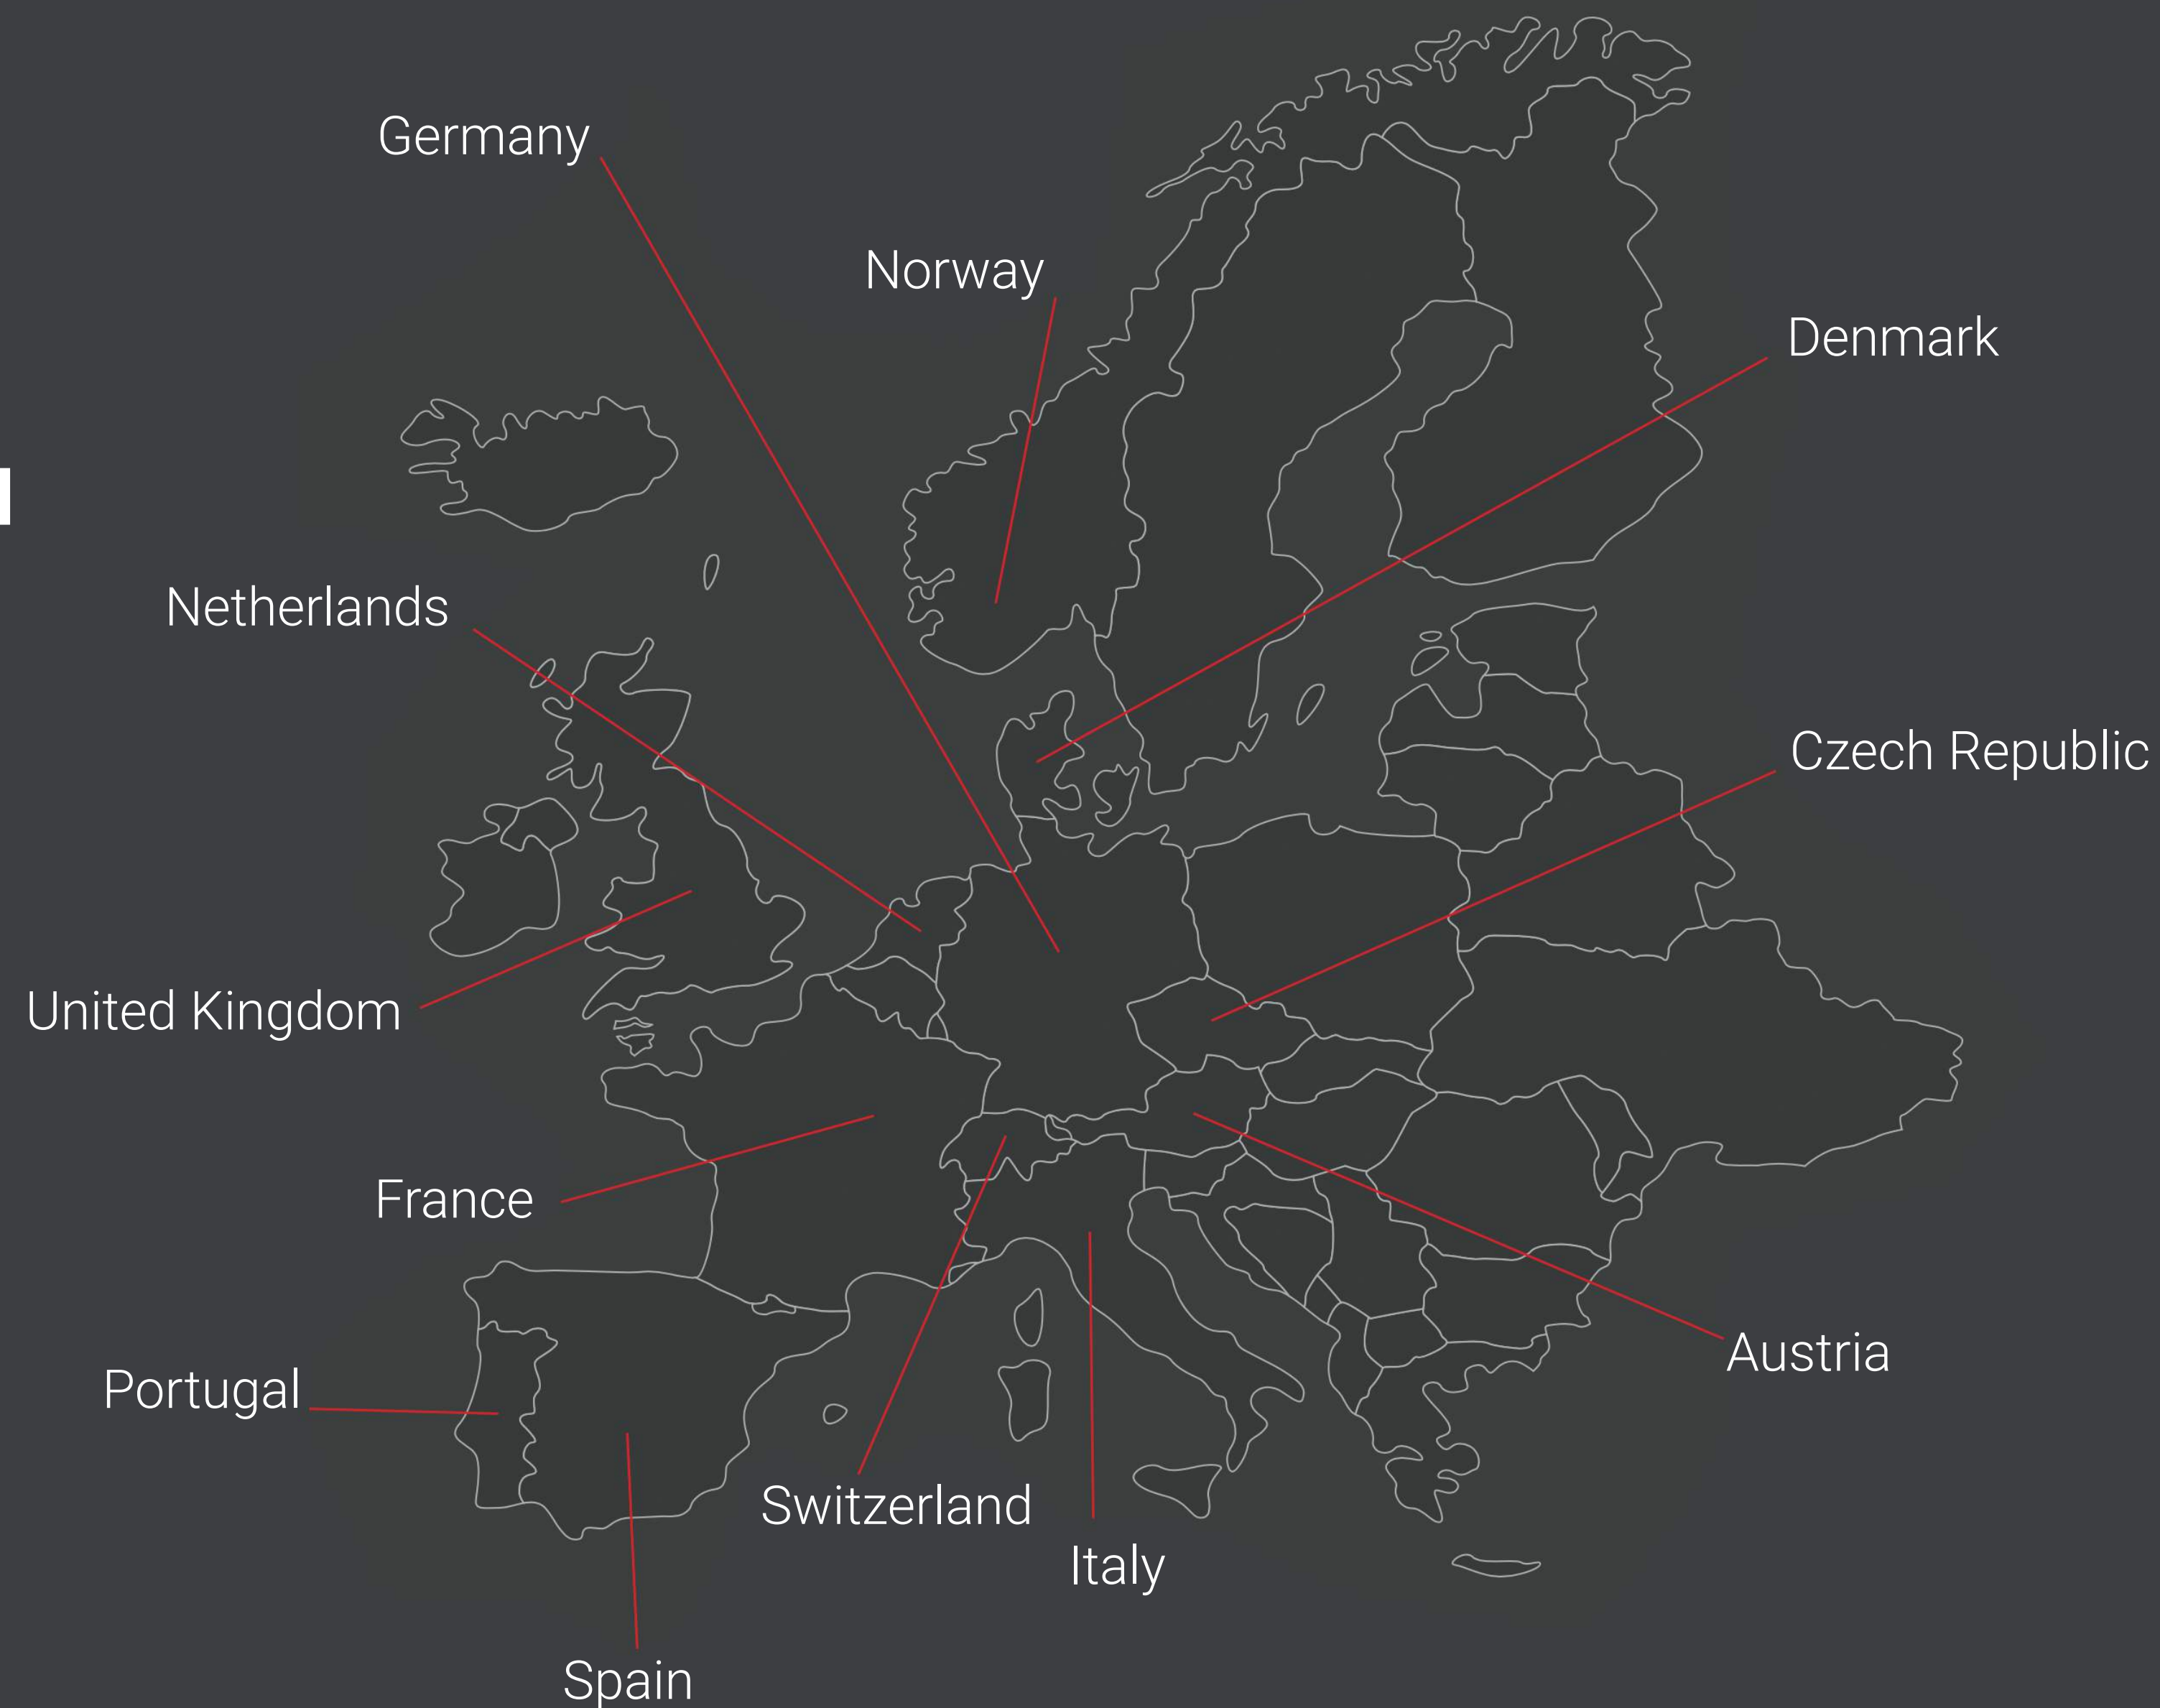 Germany
Norway
Denmark
Netherlands
Czech Republic
United Kingdom
France
Austria
Portugal
Switzerland
Italy
Spain